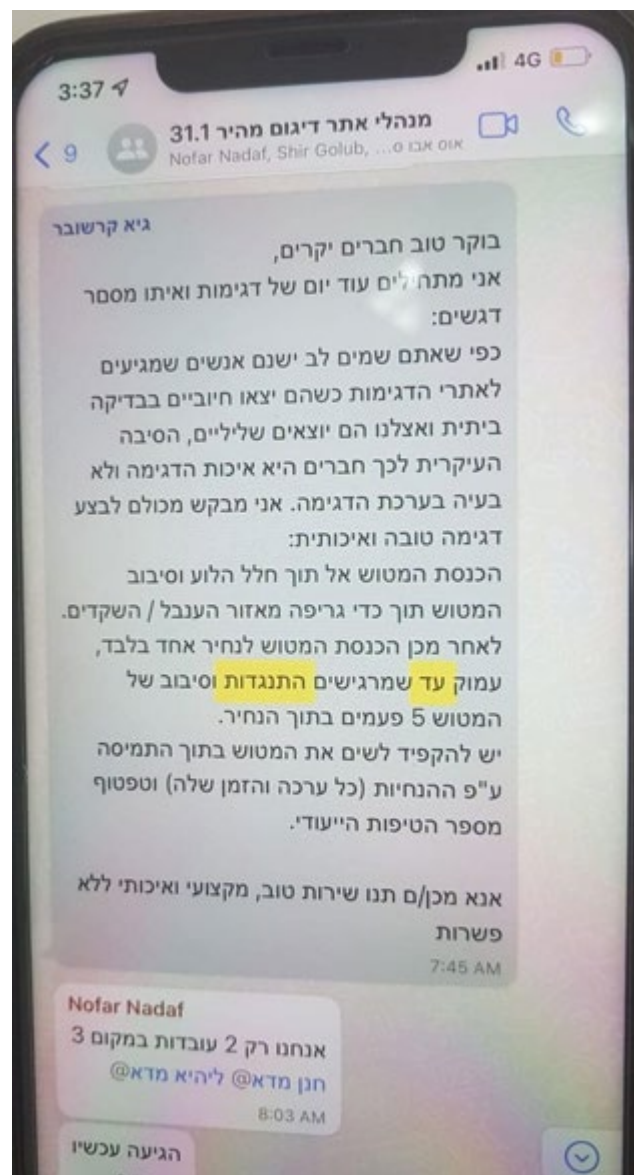 3:37
4G
9
מנהלי אתר דיגום מהיר 31.1
Nofar Nadaf, Shir Golub, ...אוס אבו ס
גיא קרשובר
בוקר טוב חברים יקרים,
אני מתחילים עוד יום של דגימות ואיתו מספר
דגשים:
כפי שאתם שמים לב ישנם אנשים שמגיעים
לאתרי הדגימות כשהם יצאו חיוביים בבדיקה
ביתית ואצלנו הם יוצאים שליליים, הסיבה
העיקרית לכך חברים היא איכות הדגימה ולא
בעיה בערכת הדגימה. אני מבקש מכולם לבצע
דגימה טובה ואיכותית:
הכנסת המטוש אל תוך חלל הלוע וסיבוב
המטוש תוך כדי גריפה מאזור הענבל / השקדים.
לאחר מכן הכנסת המטוש לנחיר אחד בלבד,
עמוק עד שמרגישים התנגדות וסיבוב של
המטוש 5 פעמים בתוך הנחיר.
יש להקפיד לשים את המטוש בתוך התמיסה
ע"פ ההנחיות (כל ערכה והזמן שלה) וטפטוף
מספר הטיפות הייעודי.
אנא מכן/ם תנו שירות טוב, מקצועי ואיכותי ללא
פשרות
7:45 AM
Nofar Nadaf
אנחנו רק 2 עובדות במקום 3
@חנן מדא @ליהיא מדא
8:03 AM
הגיעה עכשיו